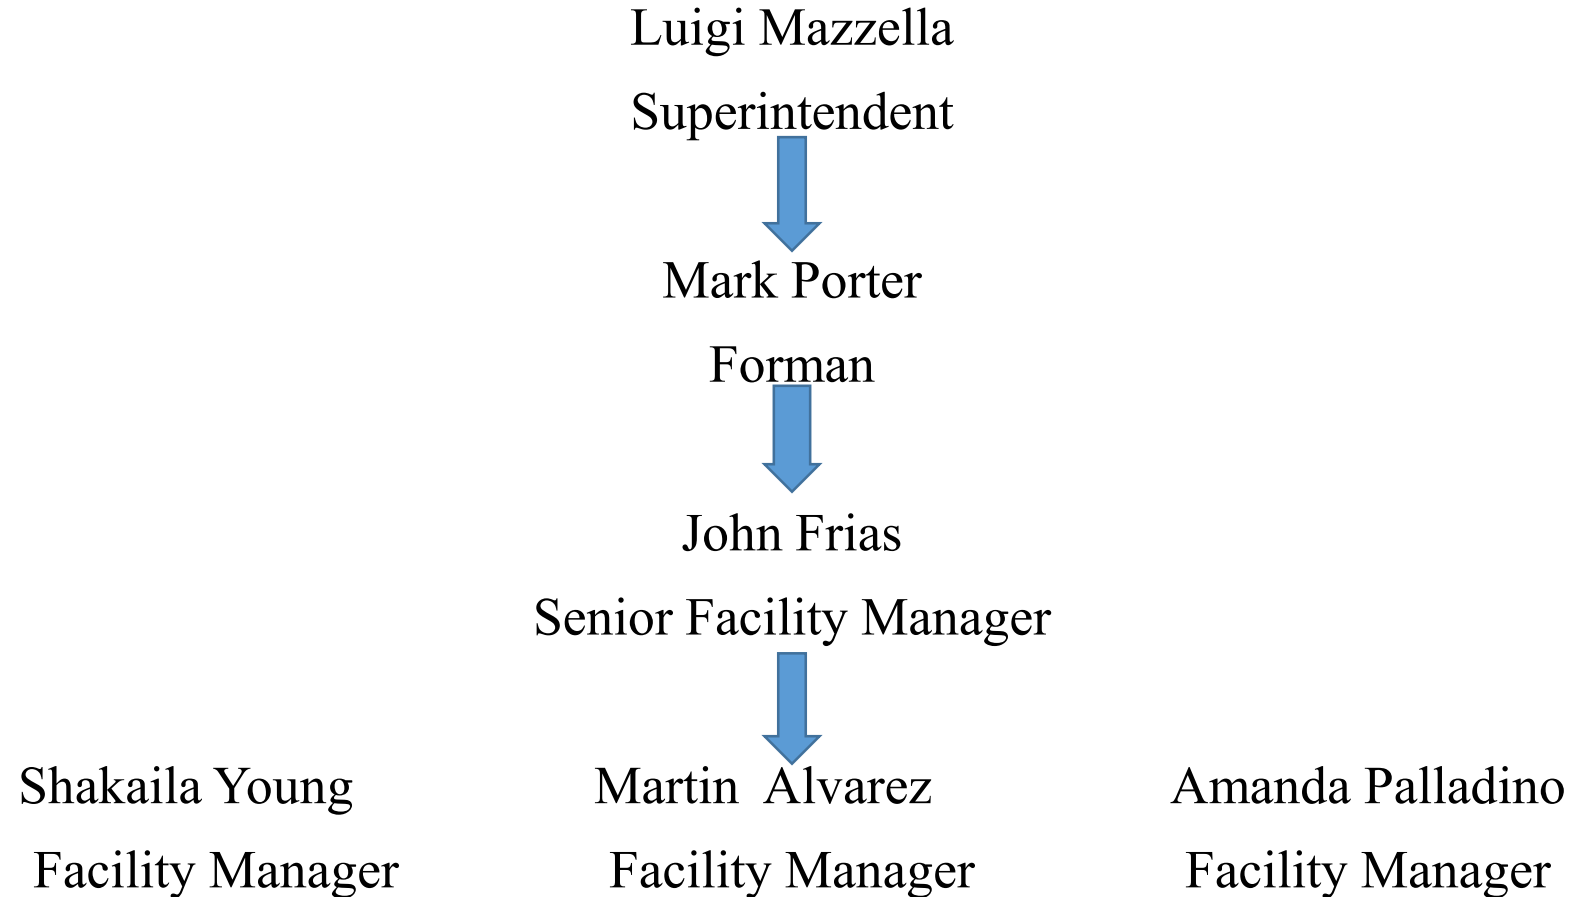 Luigi Mazzella
Superintendent
Mark Porter
Forman
John Frias
Senior Facility Manager
Shakaila Young Martin  Alvarez Amanda Palladino
Facility Manager Facility Manager Facility Manager